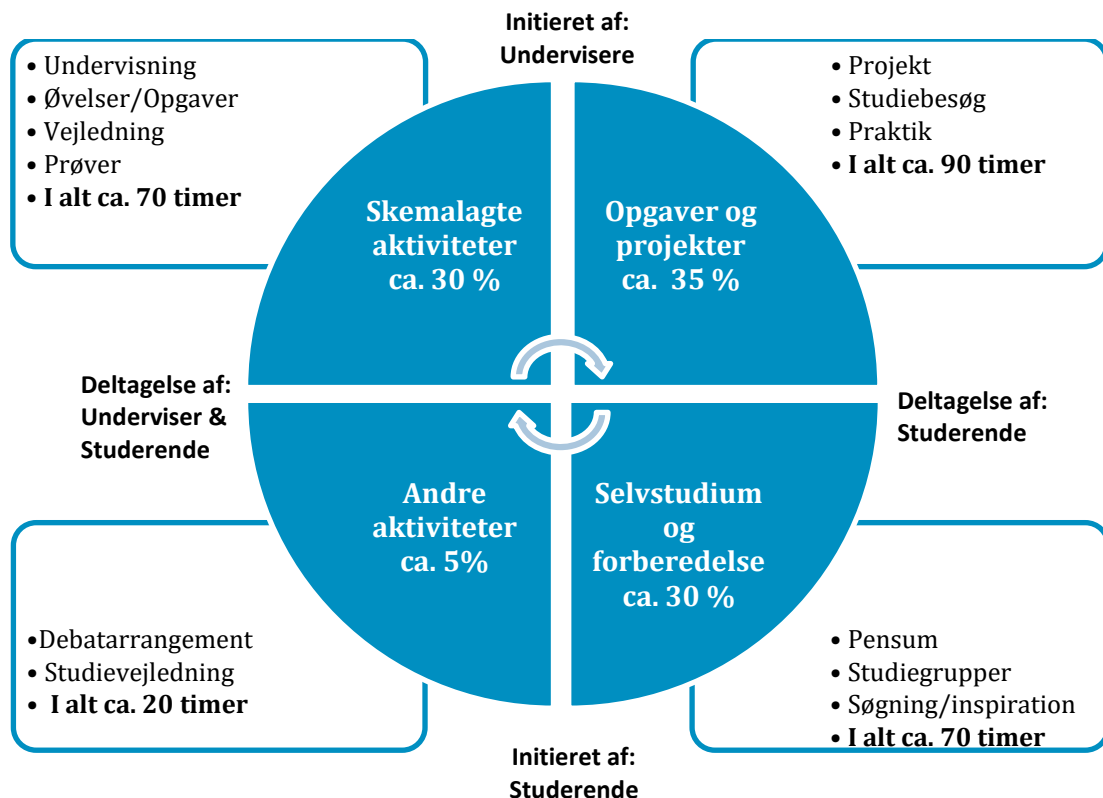 Initieret af:
Undervisere
• Undervisning
• Øvelser/Opgaver
• Vejledning
• Prøver
• I alt ca. 70 timer
• Projekt
• Studiebesøg
• Praktik
• I alt ca. 90 timer
Skemalagte
aktiviteter
ca. 30 %
Opgaver og
projekter
ca. 35 %
Deltagelse af:
Underviser &
Studerende
Deltagelse af:
Studerende
Andre
aktiviteter
ca. 5%
Selvstudium
og
forberedelse
ca. 30 %
•Debatarrangement
• Studievejledning
• I alt ca. 20 timer
• Pensum
• Studiegrupper
• Søgning/inspiration
• I alt ca. 70 timer
Initieret af:
Studerende